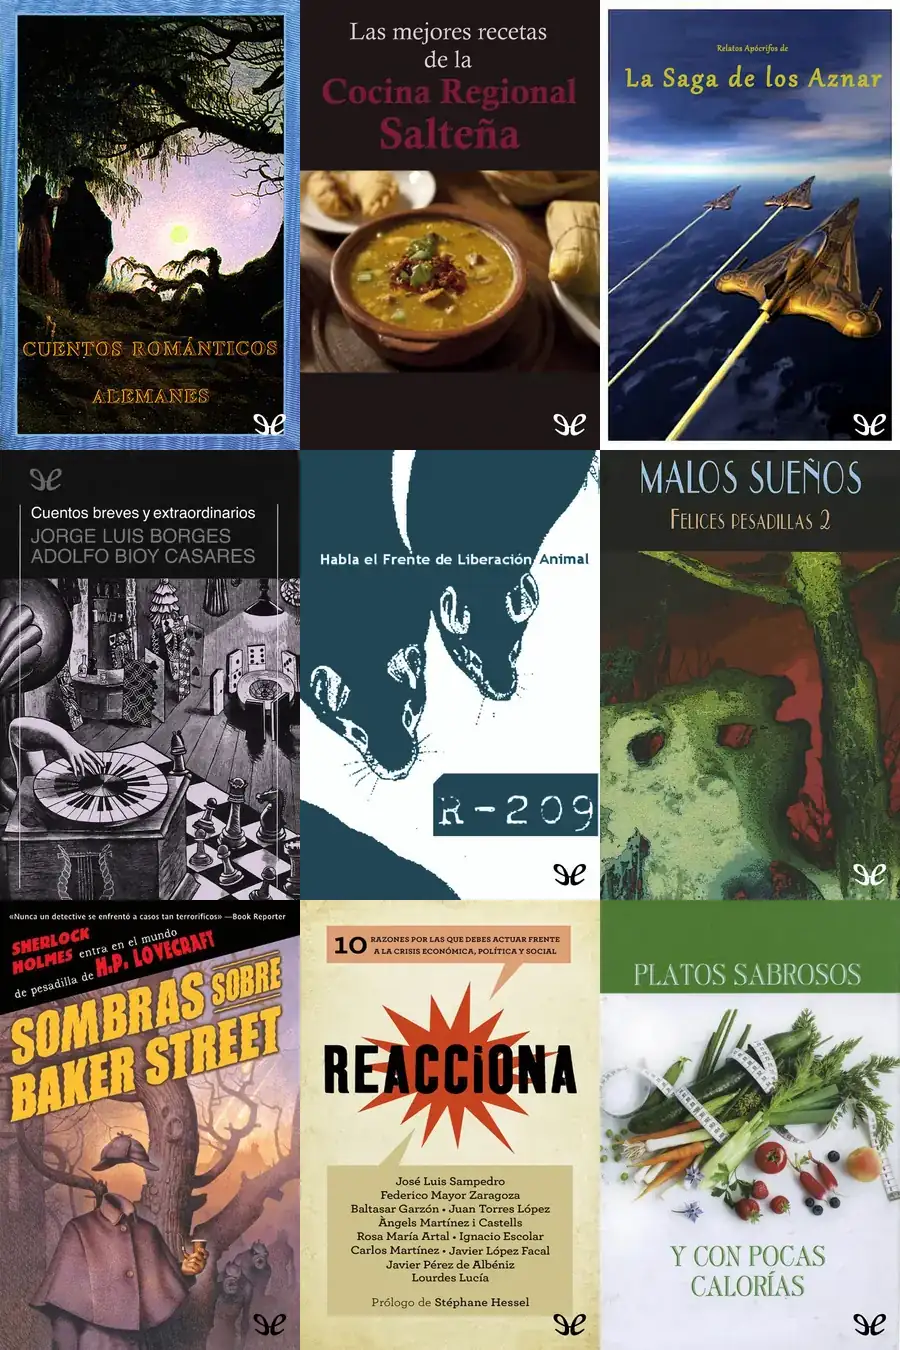 CUENTOS ROMÁNTICOS
ALEMANES
Las mejores recetas
de la
Cocina Regional
Salteña
Relatos Apócrifos de
La Saga de los Aznar
Cuentos breves y extraordinarios
JORGE LUIS BORGES
ADOLFO BIOY CASARES
Habla el Frente de Liberación Animal
R-209
MALOS SUEÑOS
FELICES PESADILLAS 2
«Nunca un detective se enfrentó a casos tan terroríficos» —Book Reporter
SHERLOCK
HOLMES entra en el mundo
de pesadilla de H.P. LOVECRAFT
SOMBRAS SOBRE
BAKER STREET
10 RAZONES POR LAS QUE DEBES ACTUAR FRENTE
A LA CRISIS ECONÓMICA, POLÍTICA Y SOCIAL
REACCiONA
José Luis Sampedro
Federico Mayor Zaragoza
Baltasar Garzón • Juan Torres López
Àngels Martínez i Castells
Rosa María Artal • Ignacio Escolar
Carlos Martínez • Javier López Facal
Javier Pérez de Albéniz
Lourdes Lucía
Prólogo de Stéphane Hessel
PLATOS SABROSOS
Y CON POCAS
CALORÍAS